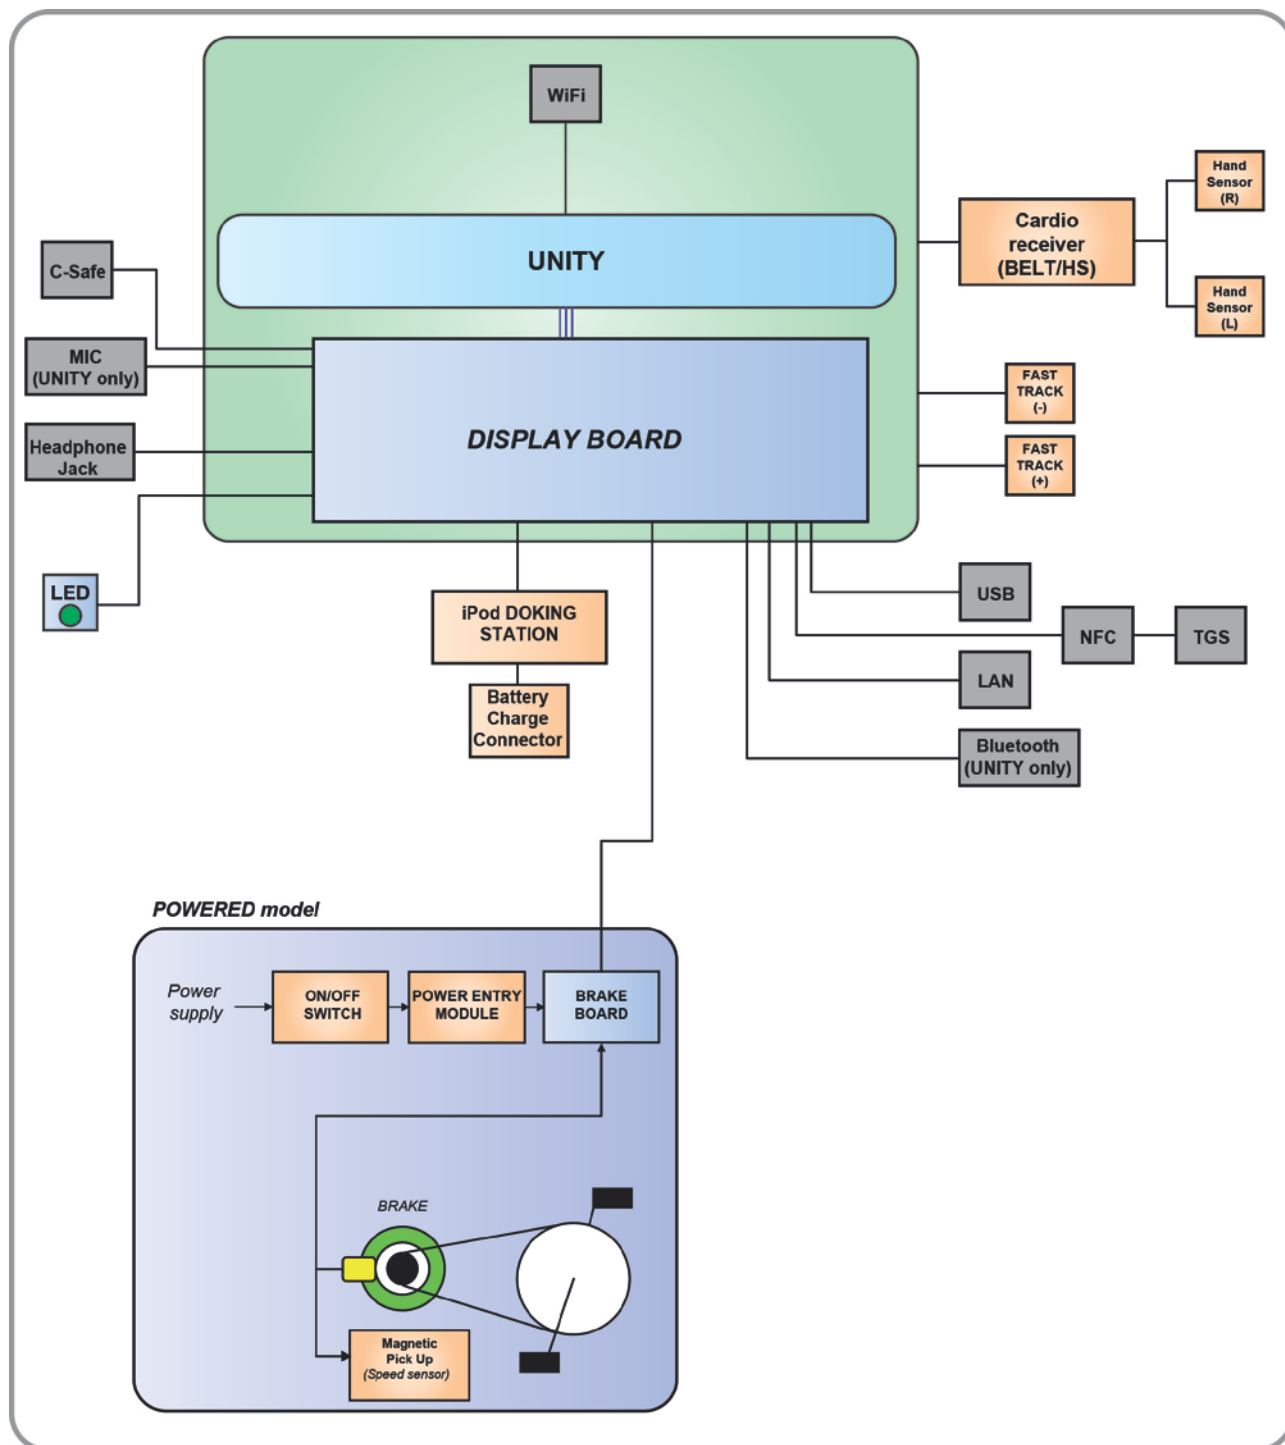 WiFi
UNITY
C-Safe
MIC
(UNITY only)
Headphone
Jack
LED
DISPLAY BOARD
Cardio
receiver
(BELT/HS)
Hand
Sensor
(R)
Hand
Sensor
(L)
FAST
TRACK
(-)
FAST
TRACK
(+)
iPod DOKING
STATION
Battery
Charge
Connector
USB
NFC
TGS
LAN
Bluetooth
(UNITY only)
POWERED model
Power
supply
ON/OFF
SWITCH
POWER ENTRY
MODULE
BRAKE
BOARD
BRAKE
Magnetic
Pick Up
(Speed sensor)